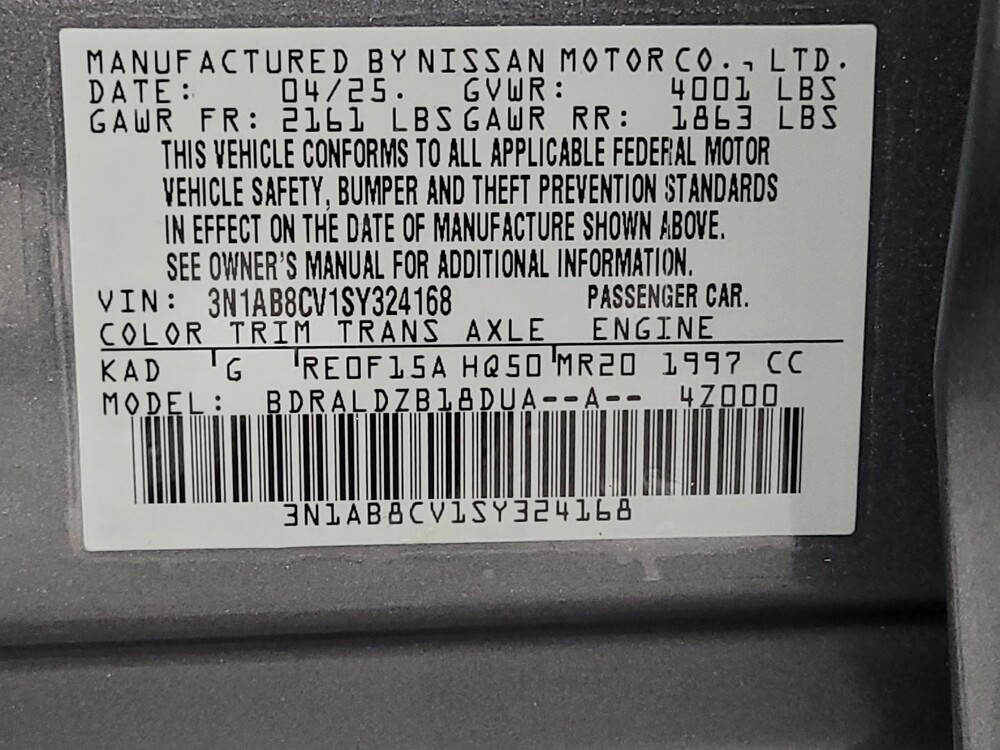 MANUFACTURED BY NISSAN MOTOR CO., LTD.
DATE: 04/25. GVWR: 4001 LBS
GAWR FR: 2161 LBS GAWR RR: 1863 LBS
THIS VEHICLE CONFORMS TO ALL APPLICABLE FEDERAL MOTOR
VEHICLE SAFETY, BUMPER AND THEFT PREVENTION STANDARDS
IN EFFECT ON THE DATE OF MANUFACTURE SHOWN ABOVE.
SEE OWNER'S MANUAL FOR ADDITIONAL INFORMATION.
VIN: 3N1AB8CV1SY324168 PASSENGER CAR.
COLOR TRIM TRANS AXLE ENGINE
KAD G RE0F15A HQ50 MR20 1997 CC
MODEL: BDRALDZB18DUA--A-- 4Z000
3N1AB8CV1SY324168